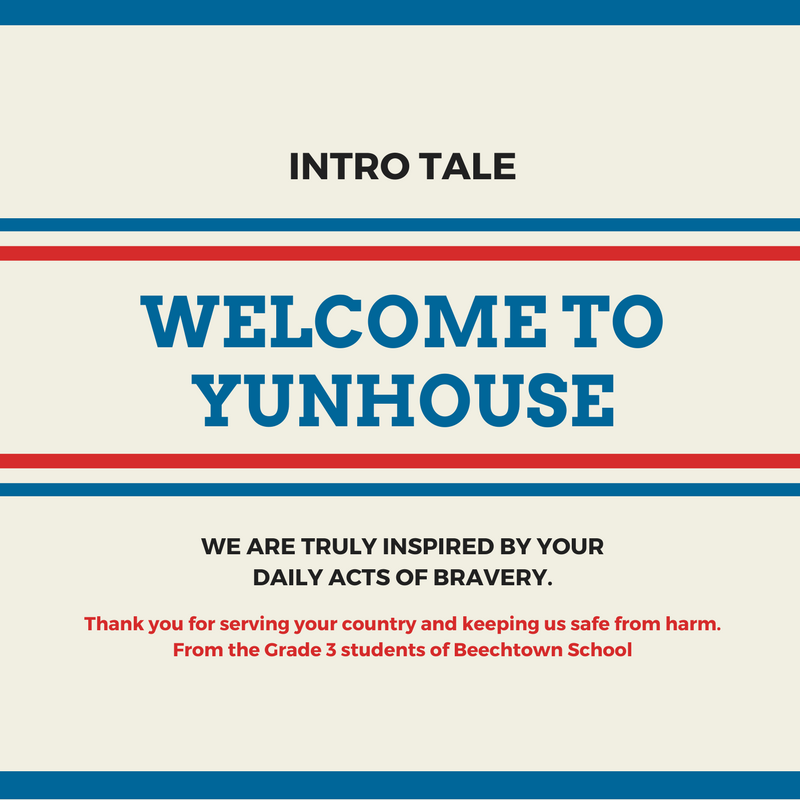 INTRO TALE
WELCOME TO
YUNHOUSE
WE ARE TRULY INSPIRED BY YOUR
DAILY ACTS OF BRAVERY.
Thank you for serving your country and keeping us safe from harm.
From the Grade 3 students of Beechtown School